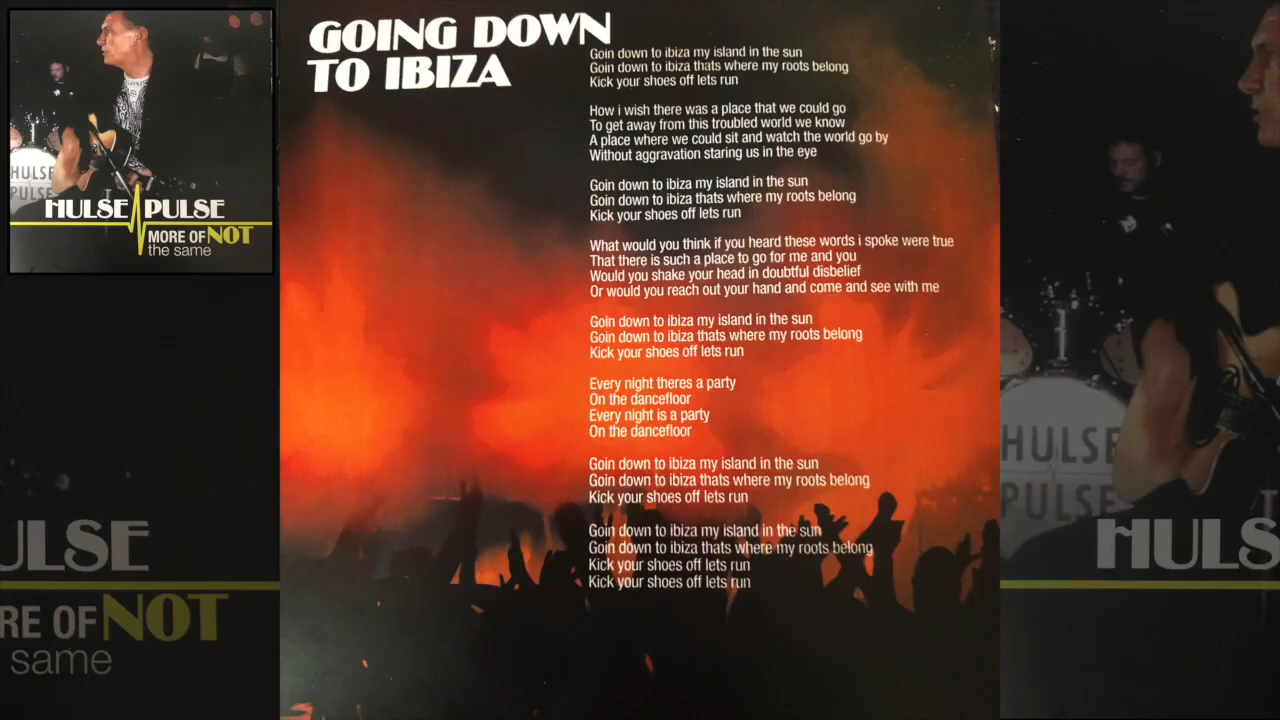 GOING DOWN
TO IBIZA
Goin down to ibiza my island in the sun
Goin down to ibiza thats where my roots belong
Kick your shoes off lets run
How i wish there was a place that we could go
To get away from this troubled world we know
A place where we could sit and watch the world go by
Without aggravation staring us in the eye
Goin down to ibiza my island in the sun
Goin down to ibiza thats where my roots belong
Kick your shoes off lets run
What would you think if you heard these words i spoke were true
That there is such a place to go for me and you
Would you shake your head in doubtful disbelief
Or would you reach out your hand and come and see with me
Goin down to ibiza my island in the sun
Goin down to ibiza thats where my roots belong
Kick your shoes off lets run
Every night theres a party
On the dancefloor
Every night is a party
On the dancefloor
Goin down to ibiza my island in the sun
Goin down to ibiza thats where my roots belong
Kick your shoes off lets run
Goin down to ibiza my island in the sun
Goin down to ibiza thats where my roots belong
Kick your shoes off lets run
Kick your shoes off lets run
HULSE
PULSE
HULSE PULSE
MORE OF NOT
the same
ULSE
RE OF NOT
same
HULSE
PULSE
HULS